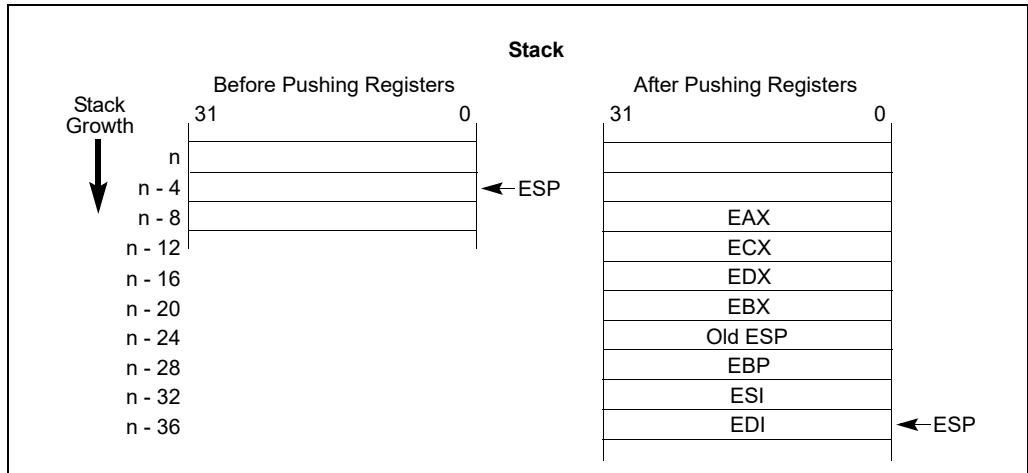 Stack
Before Pushing Registers
After Pushing Registers
Stack
Growth
31 0
31 0
n
n - 4
ESP
n - 8
EAX
n - 12
ECX
n - 16
EDX
n - 20
EBX
n - 24
Old ESP
n - 28
EBP
n - 32
ESI
n - 36
EDI
ESP